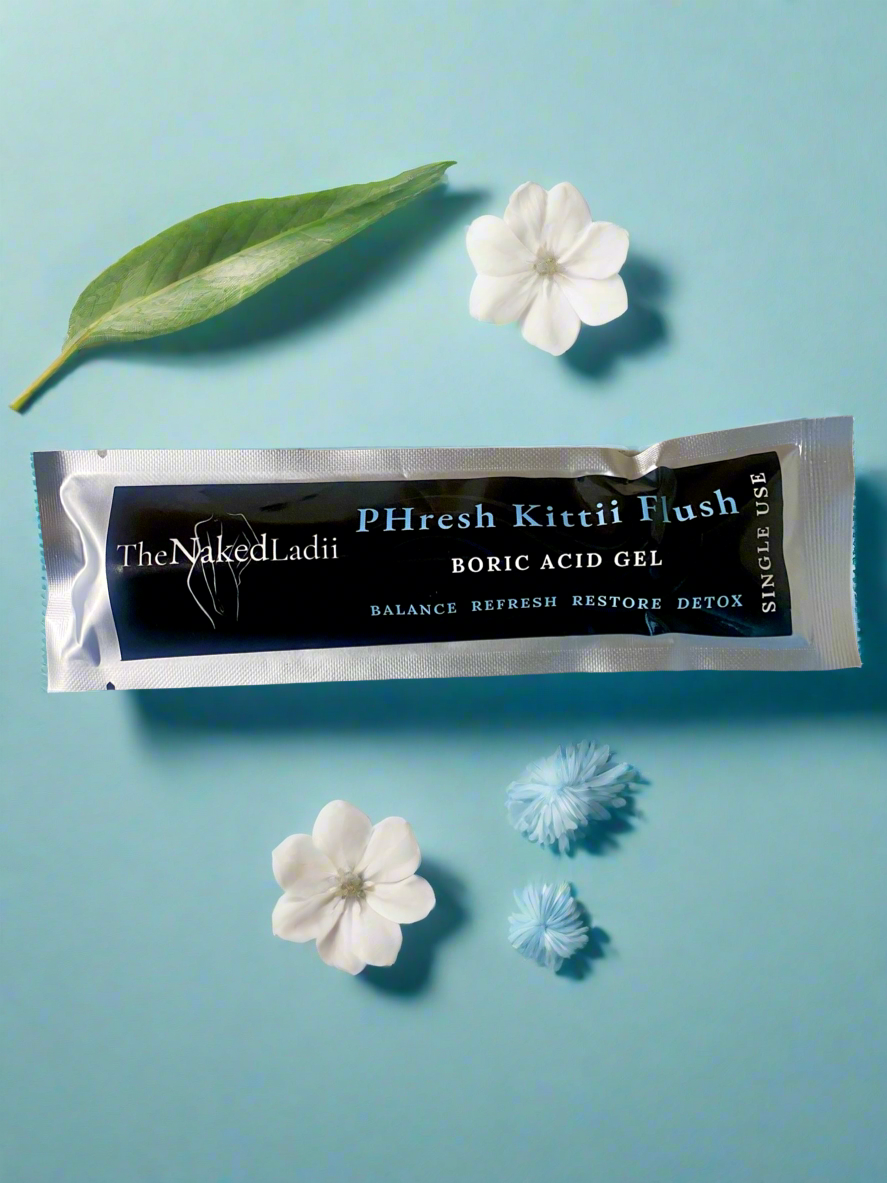 TheNakedLadii
PHresh Kittii Flush
BORIC ACID GEL
BALANCE REFRESH RESTORE DETOX
SINGLE USE